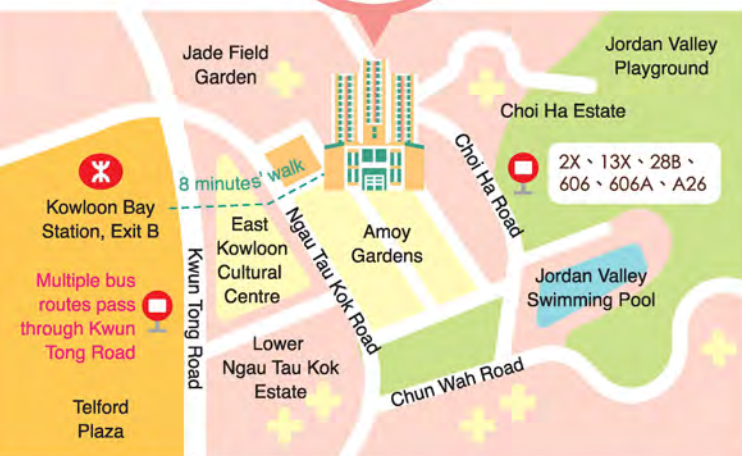 Jade Field
Garden
Jordan Valley
Playground
Choi Ha Estate
2X、13X、28B、
606、606A、A26
Choi Ha Road
8 minutes' walk
Kowloon Bay
Station, Exit B
East
Kowloon
Cultural
Centre
Ngau Tau Kok Road
Amoy
Gardens
Kwun Tong Road
Multiple bus
routes pass
through Kwun
Tong Road
Jordan Valley
Swimming Pool
Lower
Ngau Tau Kok
Estate
Chun Wah Road
Telford
Plaza